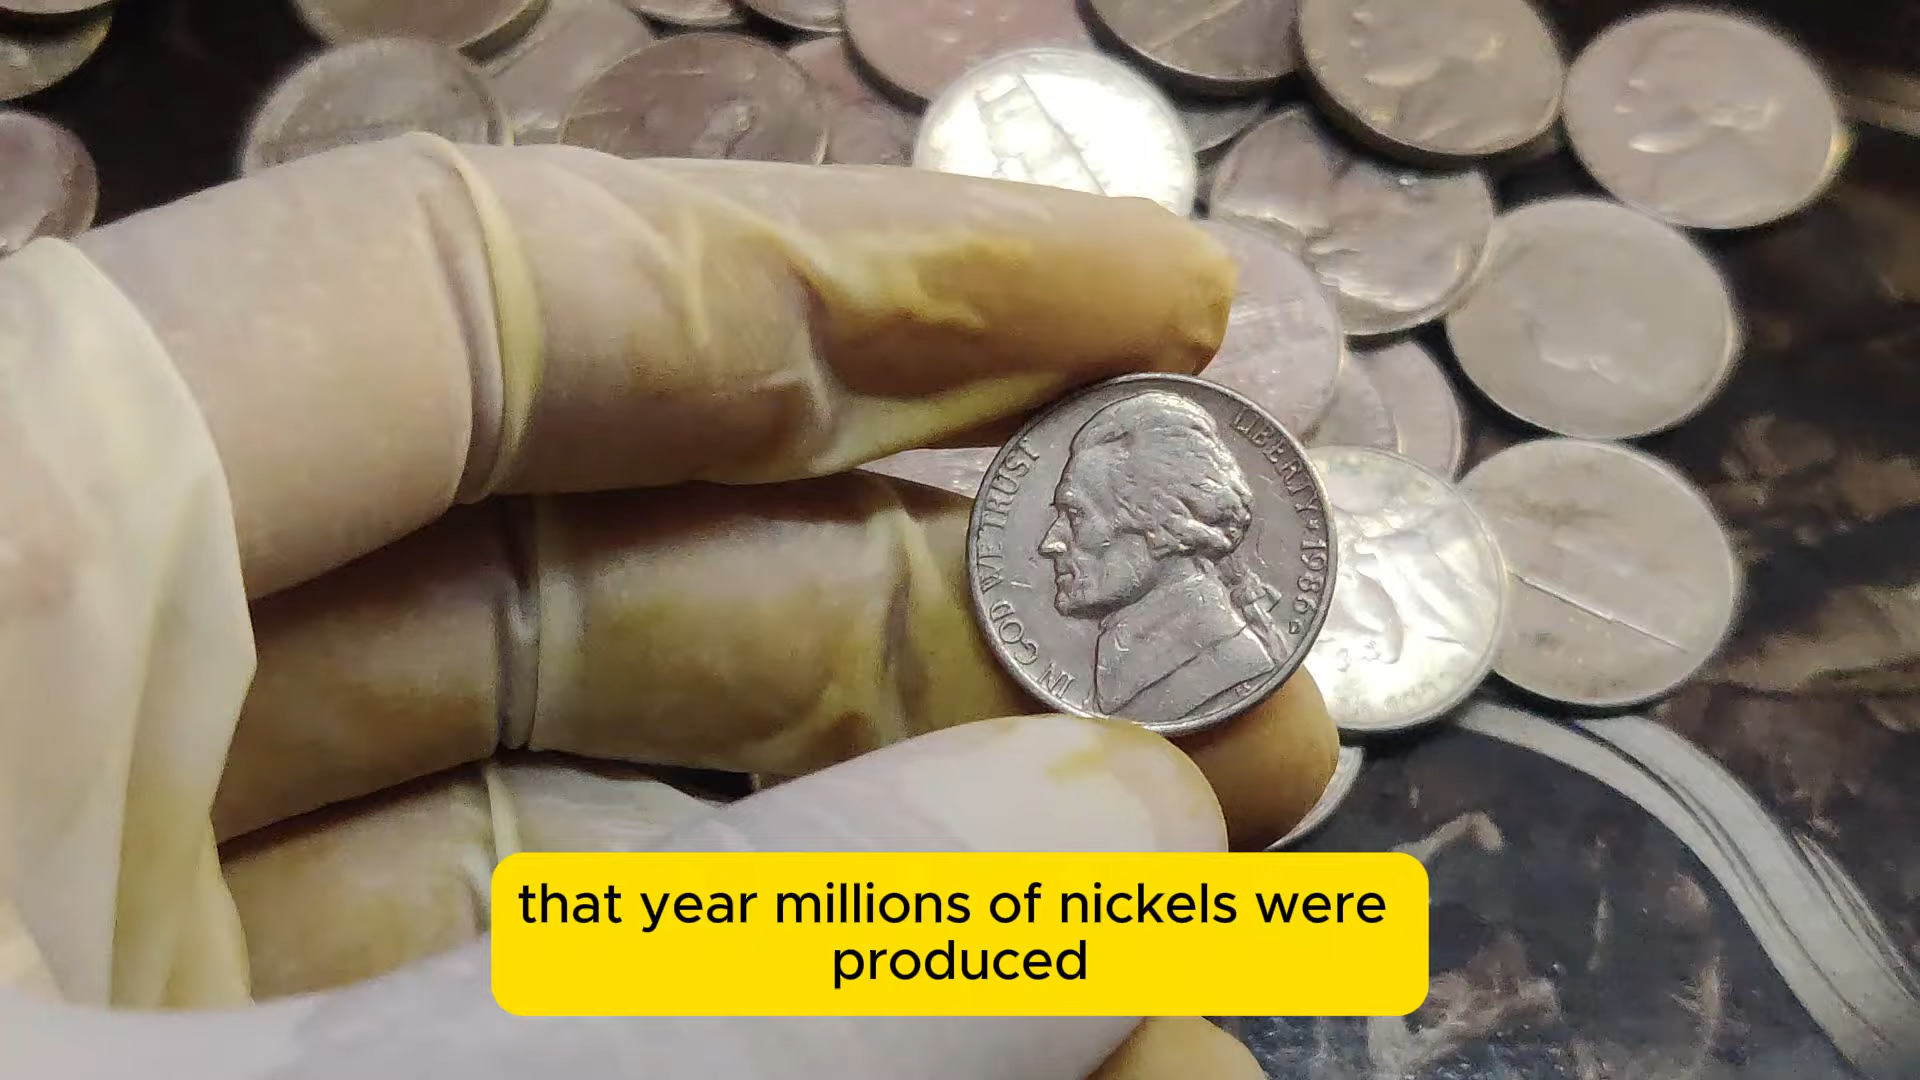 IN GOD WE TRUST
LIBERTY · 1986
D
that year millions of nickels were
produced